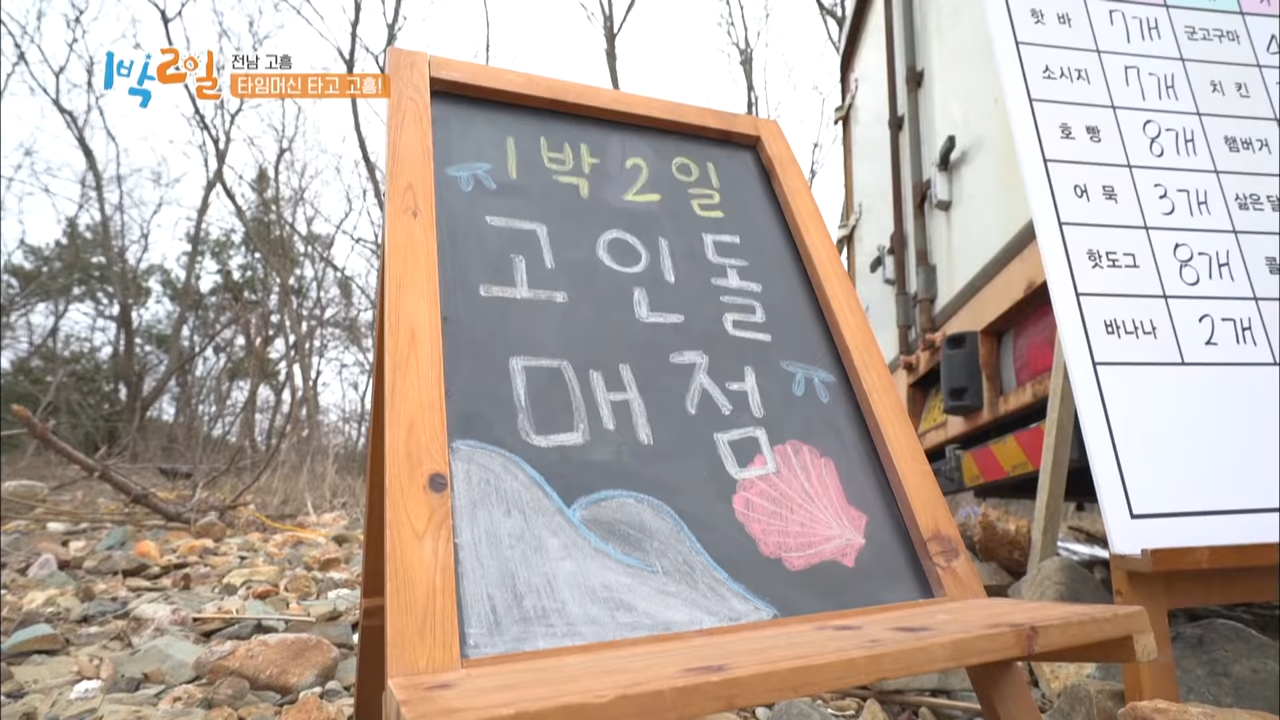 1박2일
전남 고흥
타임머신 타고 고흥!
1박2일
고인돌
매점
핫바 7개 군고구마
소시지 7개 치킨
호빵 8개 햄버거
어묵 3개 삶은
핫도그 8개
바나나 2개